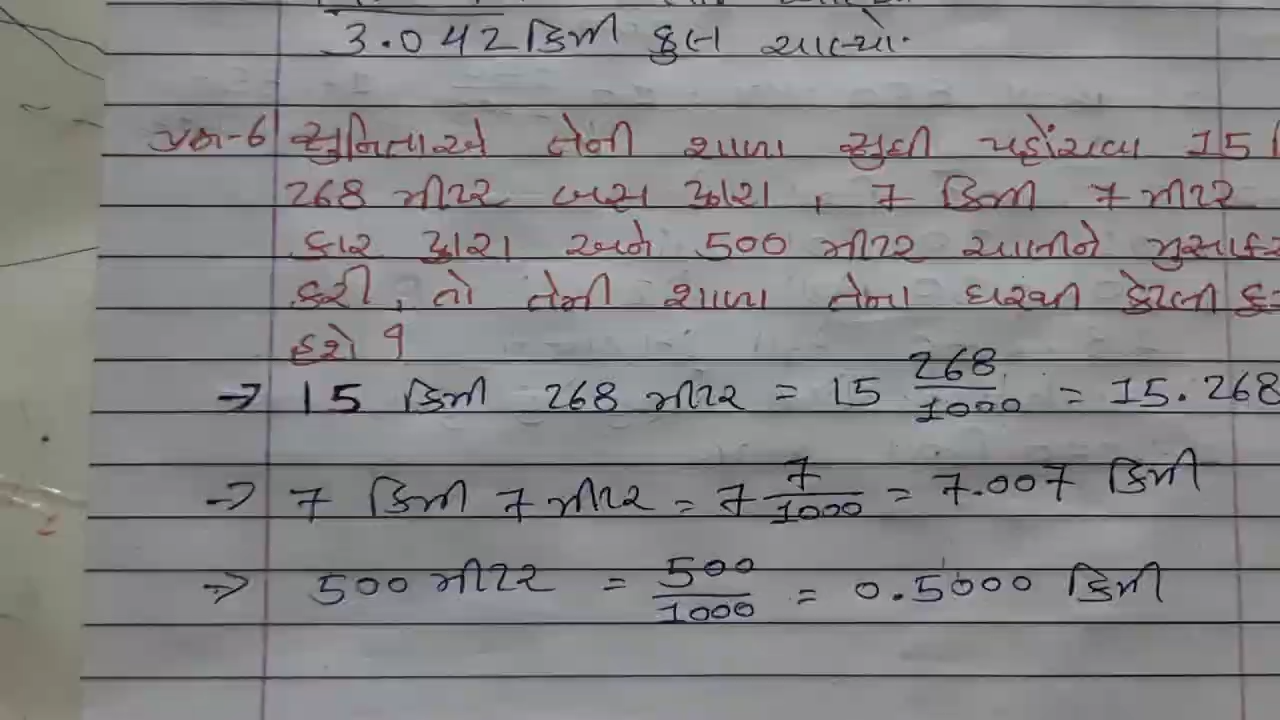 3.042 કિમી કુલ ચાલ્યો.
પ્રશ્ન-6 સુનિતાએ તેની શાળા સુધી પહોંચવા 15
268 મીટર બસ દ્વારા, 7 કિમી 7 મીટર
કાર દ્વારા અને 500 મીટર ચાલીને મુસાફર
કરી, તો તેની શાળા તેના ઘરથી કેટલી
હશે ?
→ 15 કિમી 268 મીટર = 15 268/1000 = 15.268
→ 7 કિમી 7 મીટર = 7 7/1000 = 7.007 કિમી
→ 500 મીટર = 500/1000 = 0.5000 કિમી